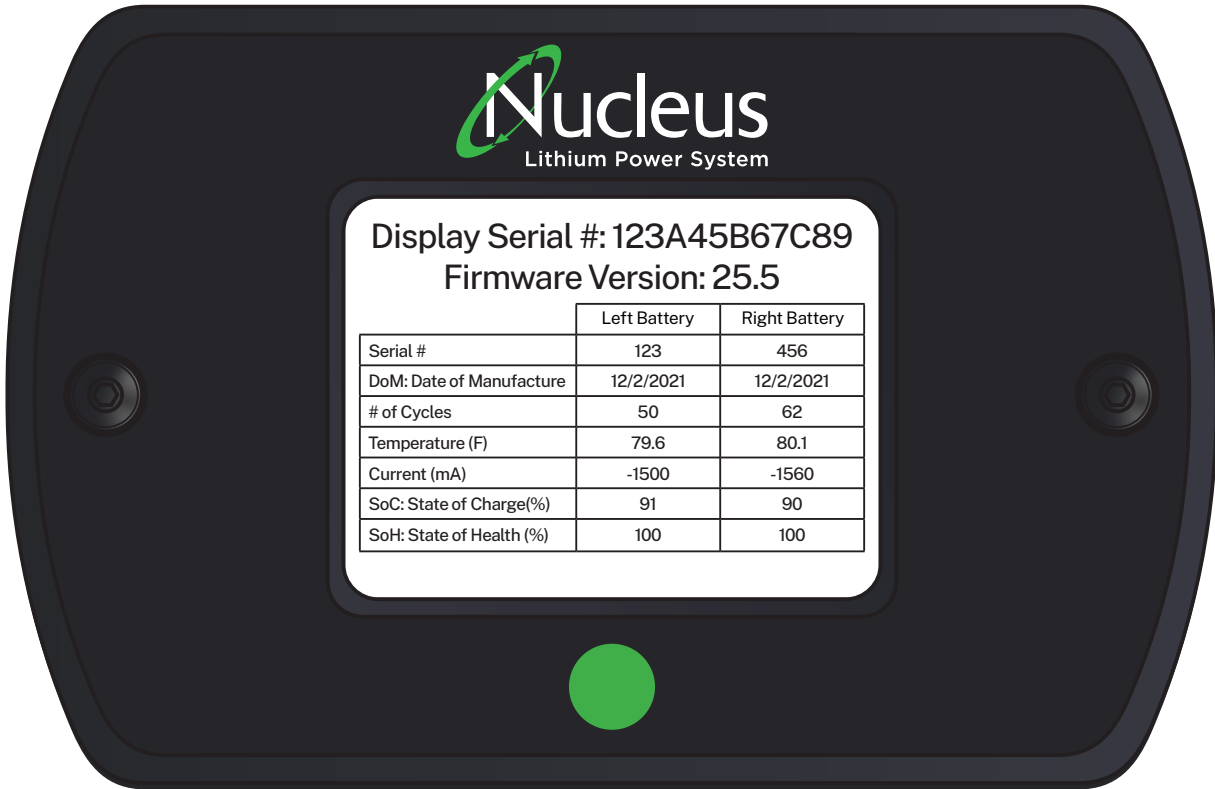 Nucleus
Lithium Power System
Display Serial #: 123A45B67C89
Firmware Version: 25.5
Left Battery Right Battery
Serial # 123 456
DoM: Date of Manufacture 12/2/2021 12/2/2021
# of Cycles 50 62
Temperature (F) 79.6 80.1
Current (mA) -1500 -1560
SoC: State of Charge(%) 91 90
SoH: State of Health (%) 100 100